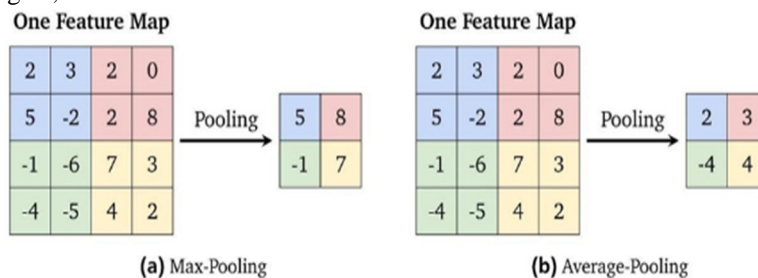 One Feature Map One Feature Map
2 3 2 0 2 3 2 0
5 -2 2 8 Pooling 5 8 5 -2 2 8 Pooling 2 3
-1 -6 7 3 -1 7 -1 -6 7 3 -4 4
-4 -5 4 2 -4 -5 4 2
(a) Max-Pooling (b) Average-Pooling